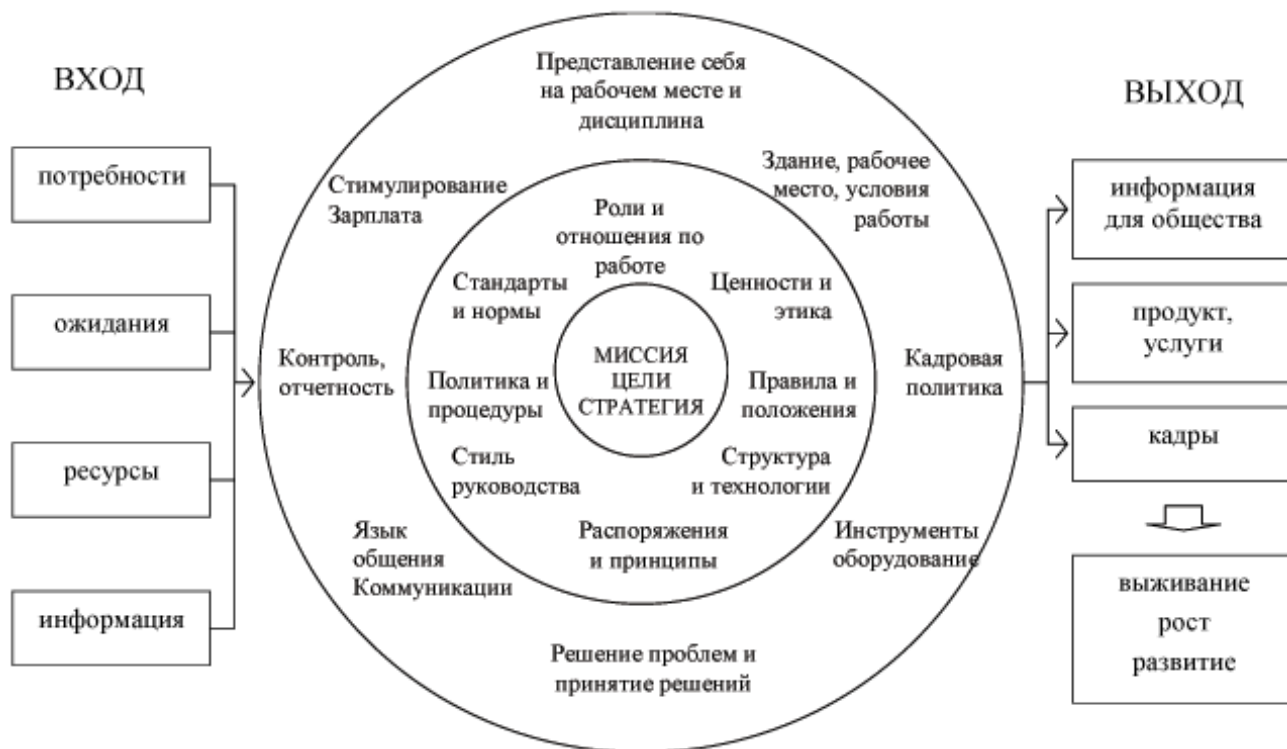 ВХОД
потребности
ожидания
ресурсы
информация
Представление себя
на рабочем месте и
дисциплина
Стимулирование
Зарплата
Здание, рабочее
место, условия
работы
Контроль,
отчетность
Кадровая
политика
Язык
общения
Коммуникации
Инструменты
оборудование
Решение проблем и
принятие решений
Роли и
отношения по
работе
Стандарты
и нормы
Ценности и
этика
Политика и
процедуры
Правила и
положения
Стиль
руководства
Структура
и технологии
Распоряжения
и принципы
МИССИЯ
ЦЕЛИ
СТРАТЕГИЯ
ВЫХОД
информация
для общества
продукт,
услуги
кадры
выживание
рост
развитие